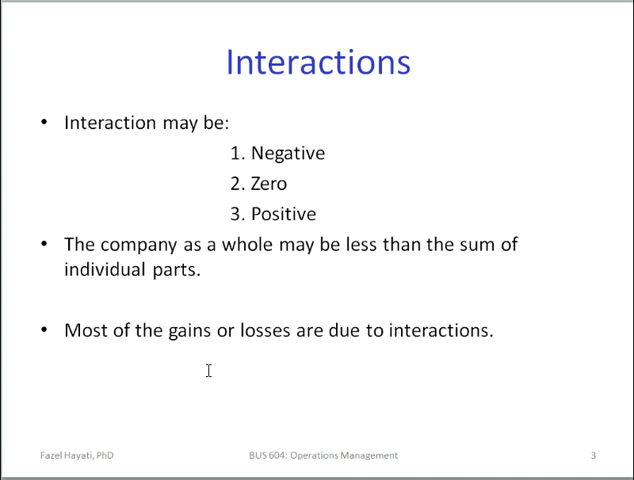 Interactions
• Interaction may be:
1. Negative
2. Zero
3. Positive
• The company as a whole may be less than the sum of
individual parts.
• Most of the gains or losses are due to interactions.
Fazel Hayati, PhD
BUS 604: Operations Management
3